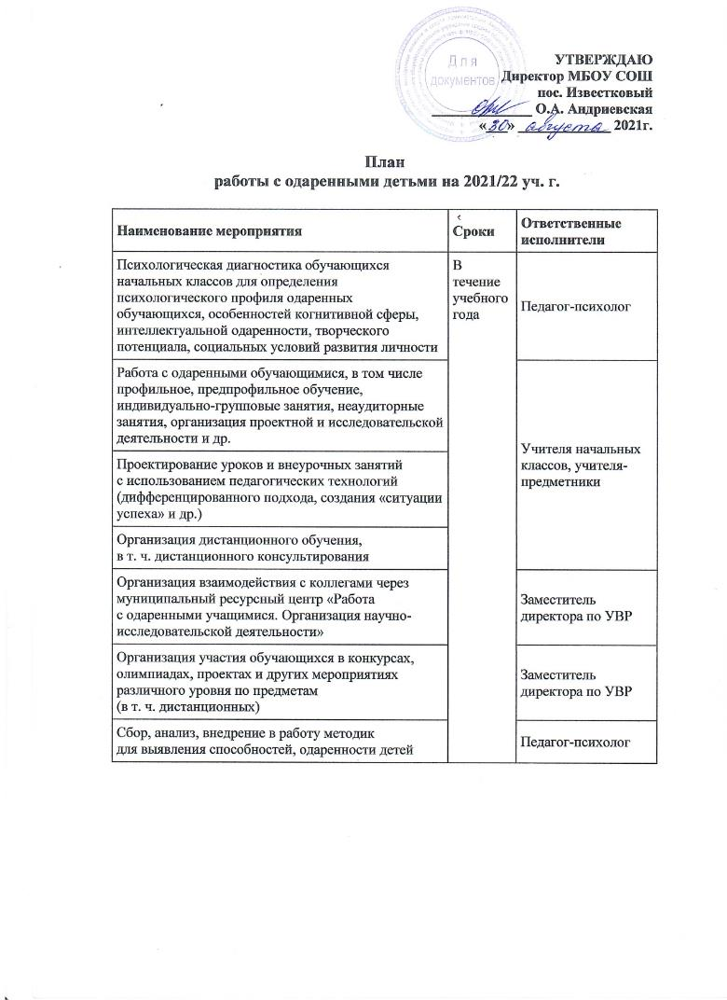 Для
документов
УТВЕРЖДАЮ
Директор МБОУ СОШ
пос. Известковый
О.А. Андриевская
«30» августа 2021г.
План
работы с одаренными детьми на 2021/22 уч. г.
Наименование мероприятия
Сроки
Ответственные
исполнители
Психологическая диагностика обучающихся
начальных классов для определения
психологического профиля одаренных
обучающихся, особенностей когнитивной сферы,
интеллектуальной одаренности, творческого
потенциала, социальных условий развития личности
В
течение
учебного
года
Педагог-психолог
Работа с одаренными обучающимися, в том числе
профильное, предпрофильное обучение,
индивидуально-групповые занятия, неаудиторные
занятия, организация проектной и исследовательской
деятельности и др.
Учителя начальных
классов, учителя-
предметники
Проектирование уроков и внеурочных занятий
с использованием педагогических технологий
(дифференцированного подхода, создания «ситуации
успеха» и др.)
Организация дистанционного обучения,
в т. ч. дистанционного консультирования
Организация взаимодействия с коллегами через
муниципальный ресурсный центр «Работа
с одаренными учащимися. Организация научно-
исследовательской деятельности»
Заместитель
директора по УВР
Организация участия обучающихся в конкурсах,
олимпиадах, проектах и других мероприятиях
различного уровня по предметам
(в т. ч. дистанционных)
Заместитель
директора по УВР
Сбор, анализ, внедрение в работу методик
для выявления способностей, одаренности детей
Педагог-психолог